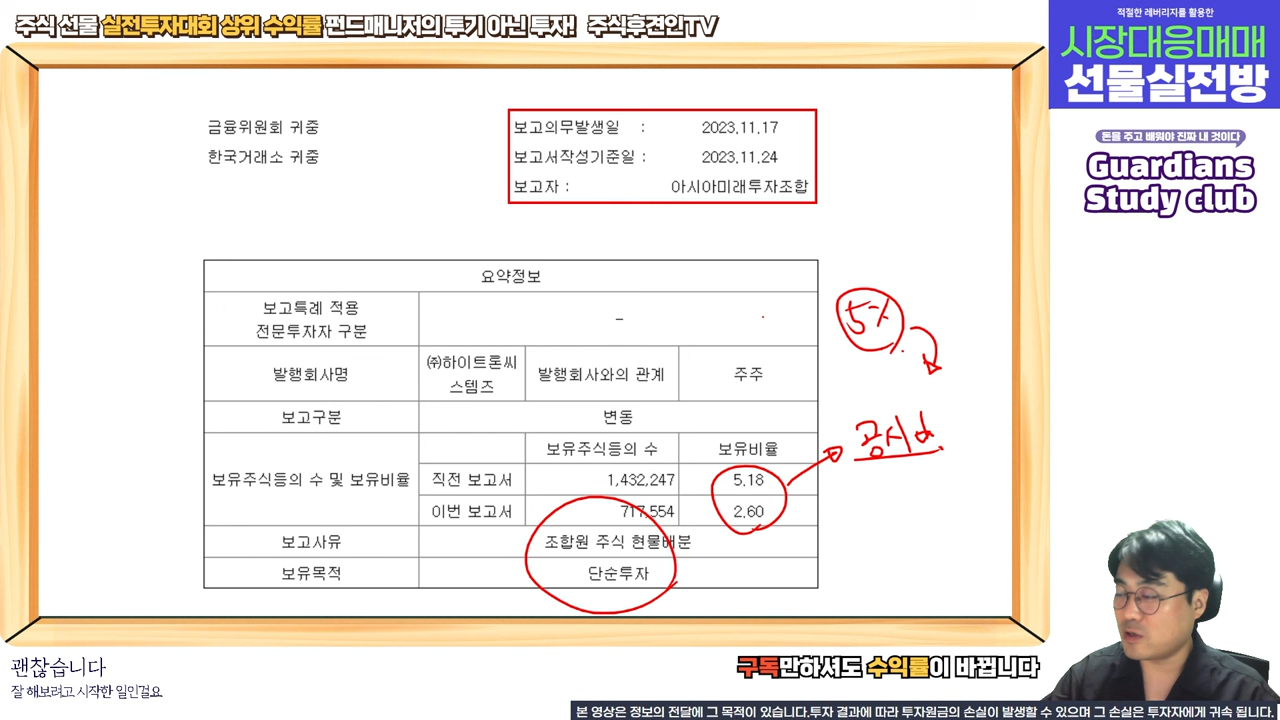 주식 선물 실전투자대회 상위 수익률 펀드매니저의 투기 아닌 투자! 주식후견인TV
적절한 레버리지를 활용한
시장대응매매
선물실전방
돈을 주고 배워야 진짜 내 것이다
Guardians
Study club
금융위원회 귀중
한국거래소 귀중
보고의무발생일 : 2023.11.17
보고서작성기준일 : 2023.11.24
보고자 : 아시아미래투자조합
요약정보
보고특례 적용
전문투자자 구분
-
발행회사명
㈜하이트론씨
스템즈
발행회사와의 관계
주주
보고구분
변동
보유주식등의 수 및 보유비율
보유주식등의 수
보유비율
직전 보고서
1,432,247
5.18
이번 보고서
717,554
2.60
보고사유
조합원 주식 현물배분
보유목적
단순투자
5%
괜찮습니다
잘 해보려고 시작한 일인걸요
구독만하셔도 수익률이 바뀝니다
본 영상은 정보의 전달에 그 목적이 있습니다.투자 결과에 따라 투자원금의 손실이 발생할 수 있으며 그 손실은 투자자에게 귀속 됩니다.